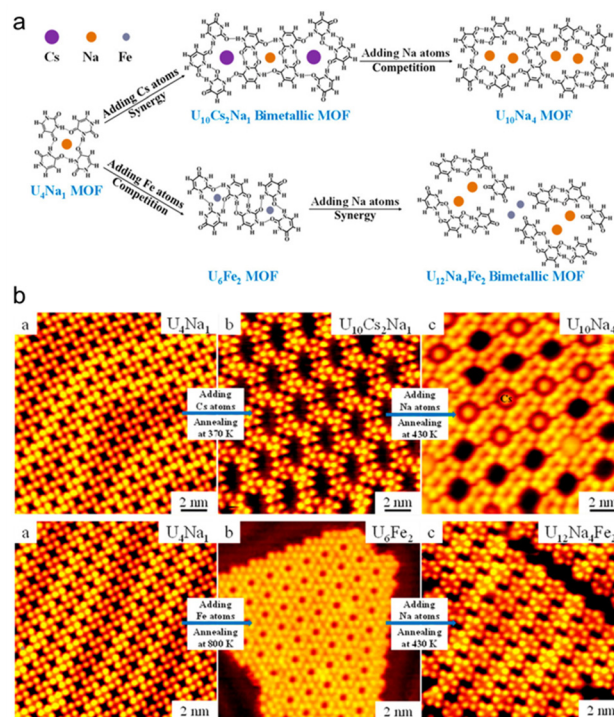 a
Cs Na Fe
Adding Cs atoms
Synergy
U10Cs2Na1 Bimetallic MOF
Adding Na atoms
Competition
U10Na4 MOF
U4Na1 MOF
Adding Fe atoms
Competition
U6Fe2 MOF
Adding Na atoms
Synergy
U12Na4Fe2 Bimetallic MOF
b
a U4Na1
2 nm
Adding
Cs atoms
Annealing
at 370 K
b U10Cs2Na1
2 nm
Adding
Na atoms
Annealing
at 430 K
c U10Na4
Cs
2 nm
a U4Na1
2 nm
Adding
Fe atoms
Annealing
at 800 K
b U6Fe2
2 nm
Adding
Na atoms
Annealing
at 430 K
c U12Na4Fe2
2 nm